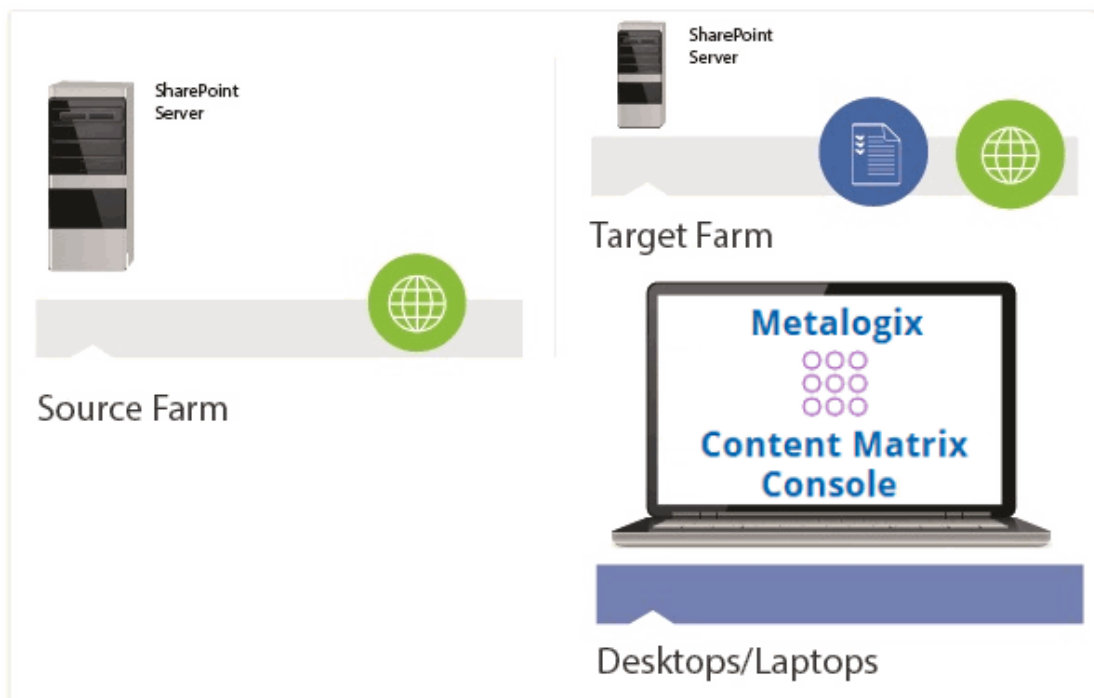 SharePoint
Server
Source Farm
SharePoint
Server
Target Farm
Metalogix
Content Matrix
Console
Desktops/Laptops